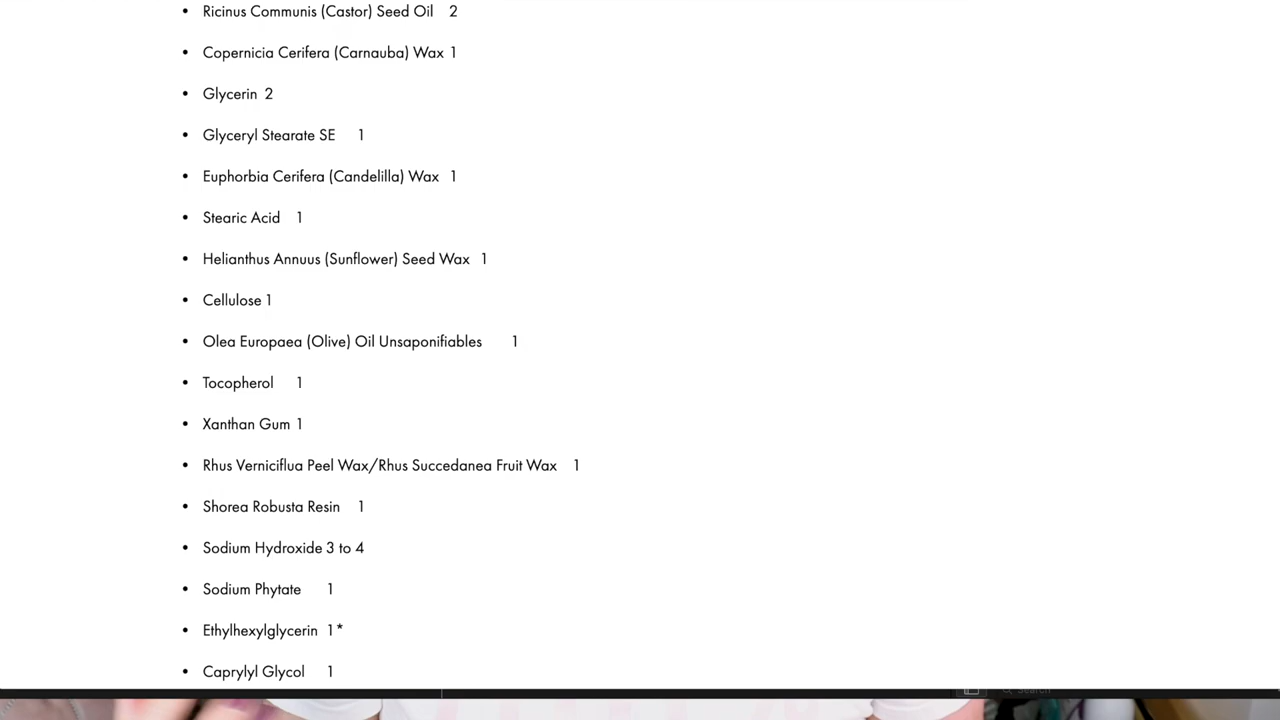 • Ricinus Communis (Castor) Seed Oil 2
• Copernicia Cerifera (Carnauba) Wax 1
• Glycerin 2
• Glyceryl Stearate SE 1
• Euphorbia Cerifera (Candelilla) Wax 1
• Stearic Acid 1
• Helianthus Annuus (Sunflower) Seed Wax 1
• Cellulose 1
• Olea Europaea (Olive) Oil Unsaponifiables 1
• Tocopherol 1
• Xanthan Gum 1
• Rhus Verniciflua Peel Wax/Rhus Succedanea Fruit Wax 1
• Shorea Robusta Resin 1
• Sodium Hydroxide 3 to 4
• Sodium Phytate 1
• Ethylhexylglycerin 1*
• Caprylyl Glycol 1
Search